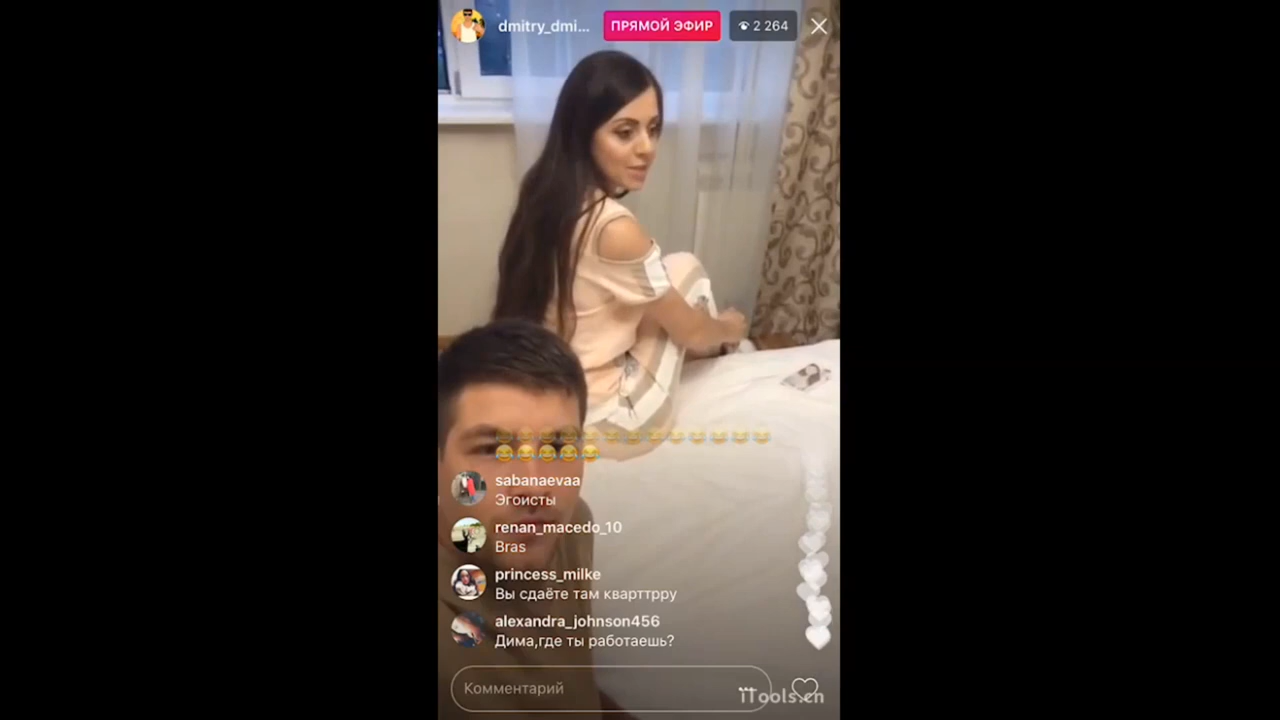 dmitry_dmi...
ПРЯМОЙ ЭФИР
2 264
sabanaevaa
Эгоисты
renan_macedo_10
Bras
princess_milke
Вы сдаёте там кварттрру
alexandra_johnson456
Дима,где ты работаешь?
Комментарий
iTools.cn